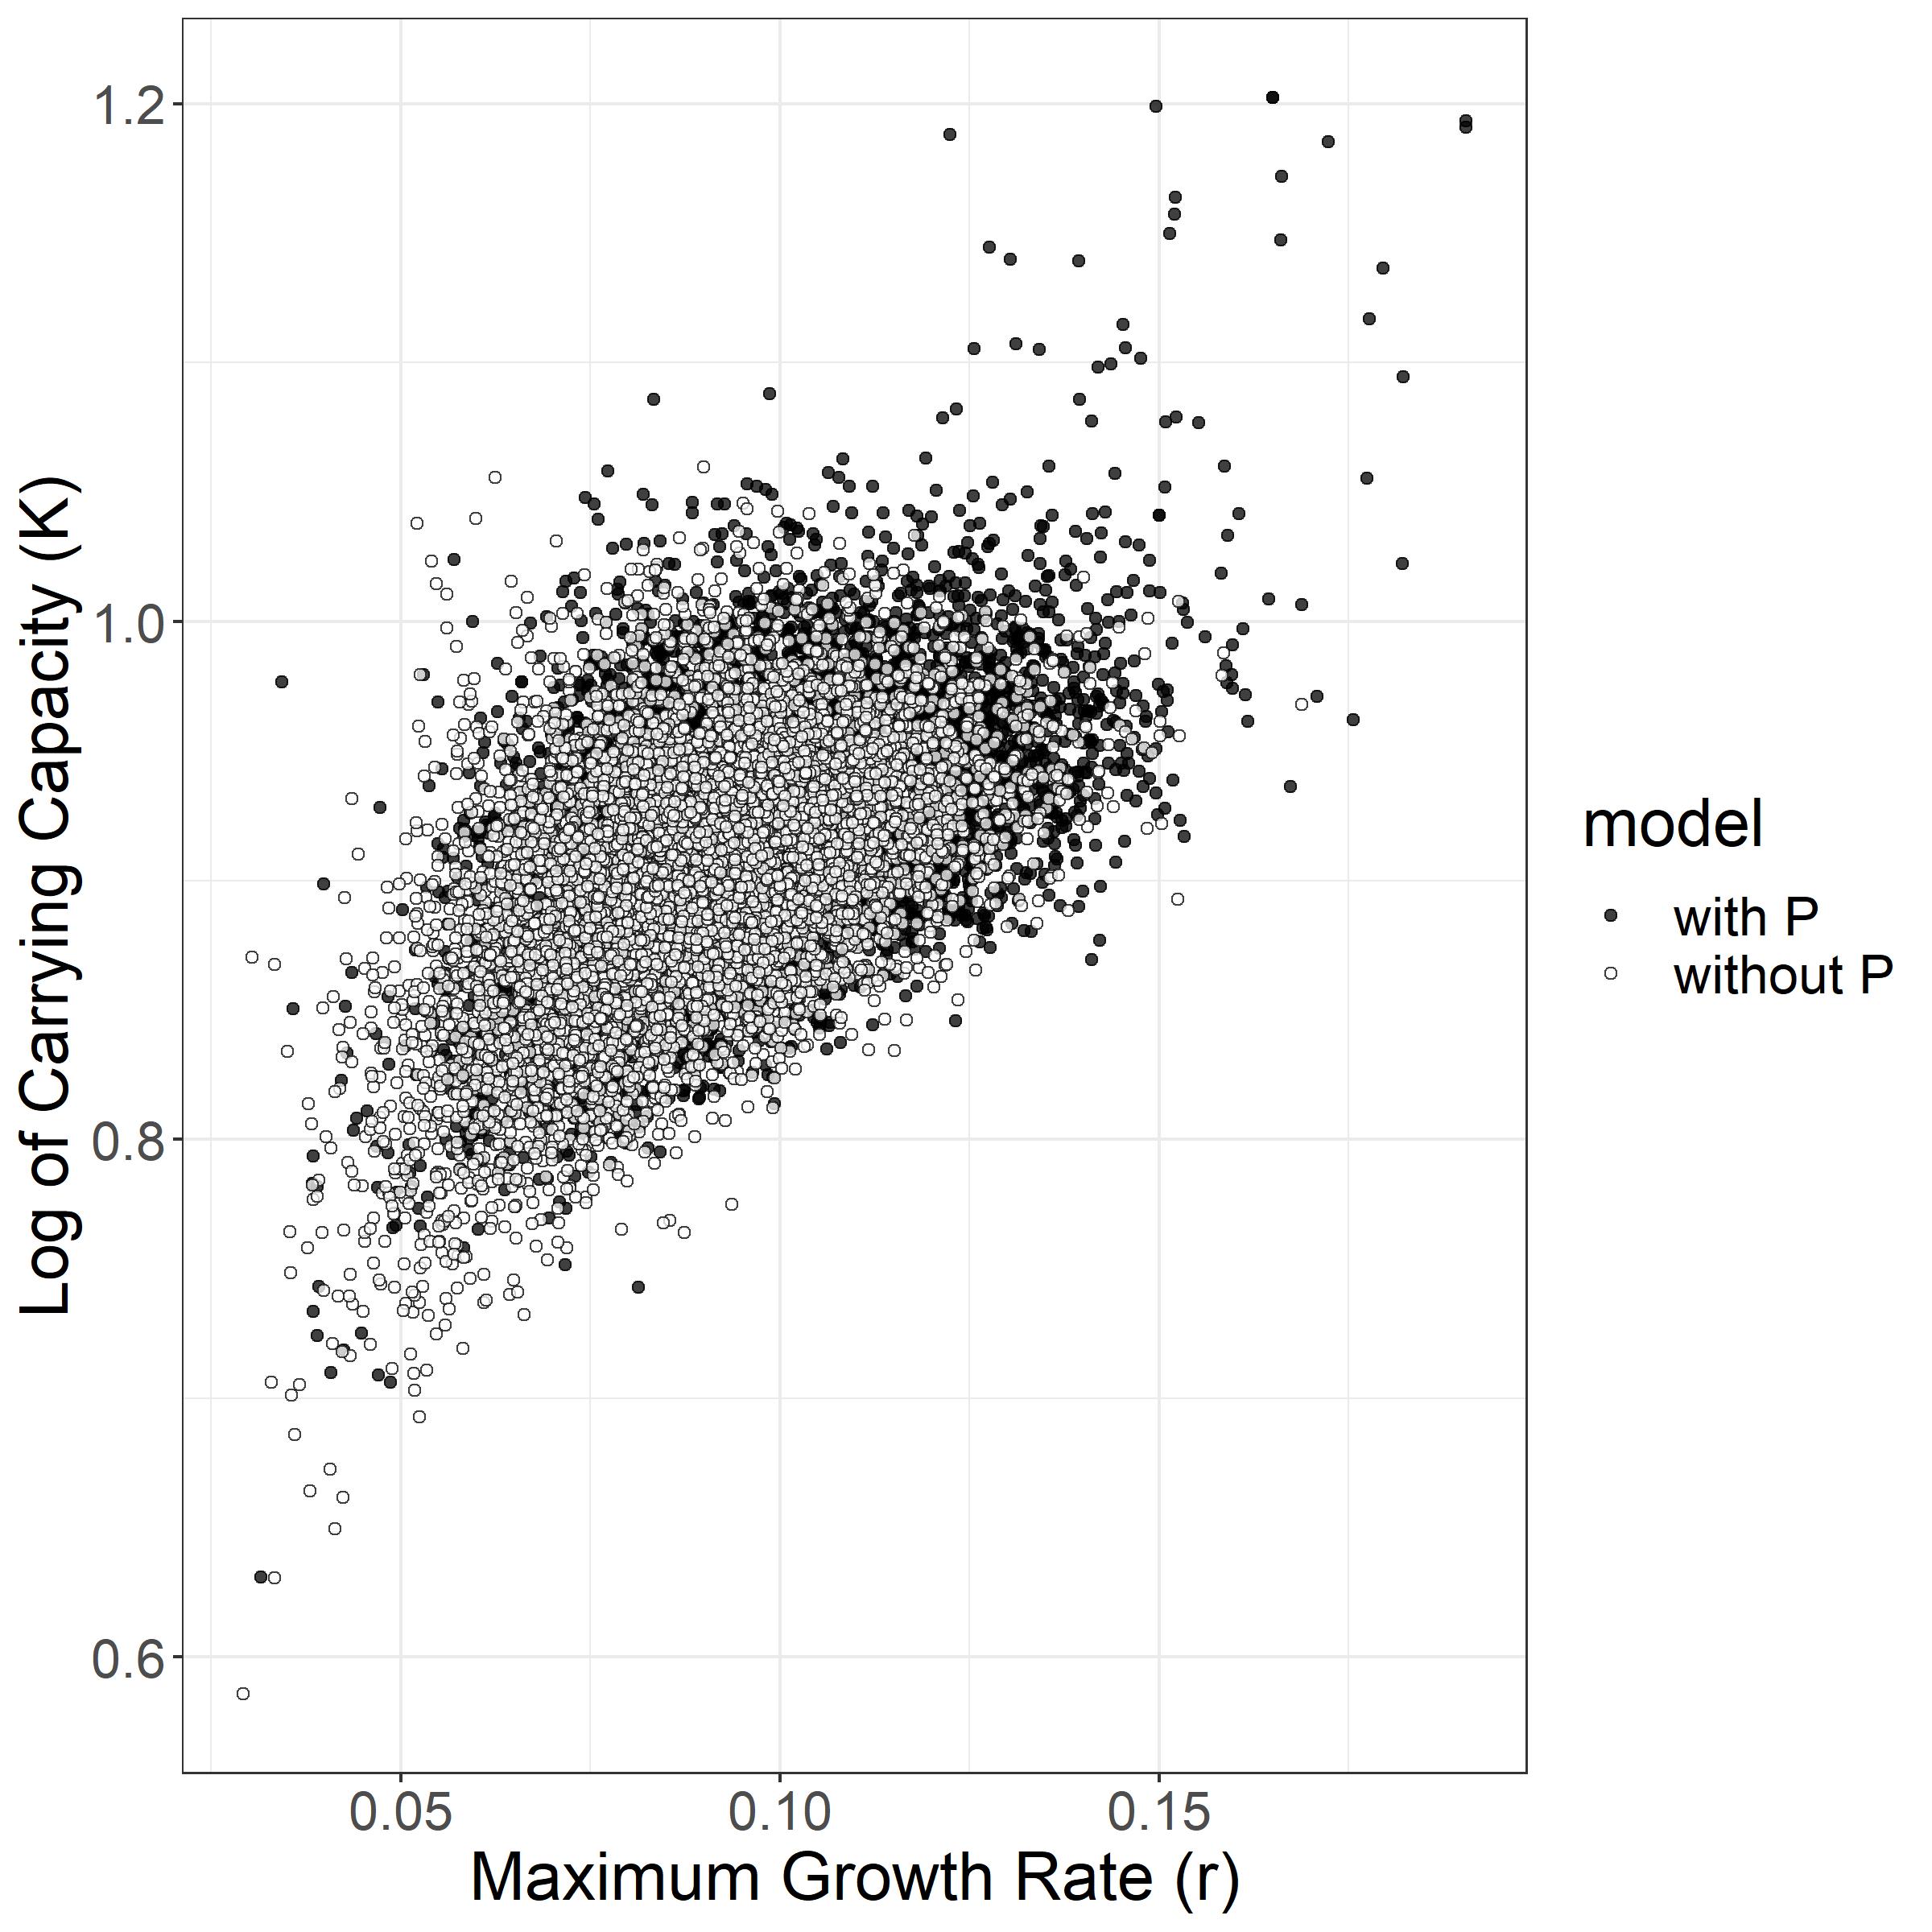 Log of Carrying Capacity (K)
1.2
1.0
0.8
0.6
0.05
0.10
0.15
Maximum Growth Rate (r)
model
with P
without P